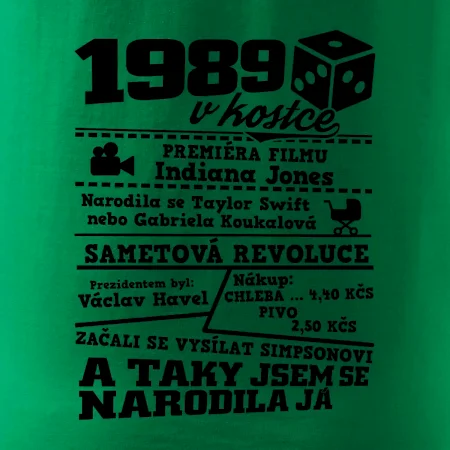 1989
v kostce
PREMIÉRA FILMU
Indiana Jones
Narodila se Taylor Swift
nebo Gabriela Koukalová
SAMETOVÁ REVOLUCE
Prezidentem byl:
Václav Havel
Nákup:
CHLEBA ... 4,40 KČS
PIVO
2,50 KČS
ZAČALI SE VYSÍLAT SIMPSONOVI
A TAKY JSEM SE
NARODILA JÁ